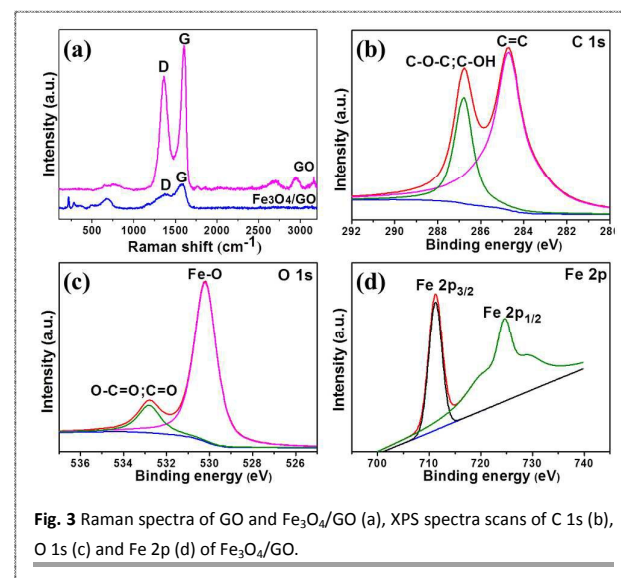 (a)
G
D
GO
D
G
Fe3O4/GO
Intensity (a.u.)
500 1000 1500 2000 2500 3000
Raman shift (cm-1)
(b)
C=C
C 1s
C-O-C;C-OH
Intensity (a.u.)
292 290 288 286 284 282 280
Binding energy (eV)
(c)
Fe-O
O 1s
O-C=O;C=O
Intensity (a.u.)
536 534 532 530 528 526
Binding energy (eV)
(d)
Fe 2p
Fe 2p3/2
Fe 2p1/2
Intensity (a.u.)
700 710 720 730 740
Binding energy (eV)
Fig. 3 Raman spectra of GO and Fe3O4/GO (a), XPS spectra scans of C 1s (b),
O 1s (c) and Fe 2p (d) of Fe3O4/GO.